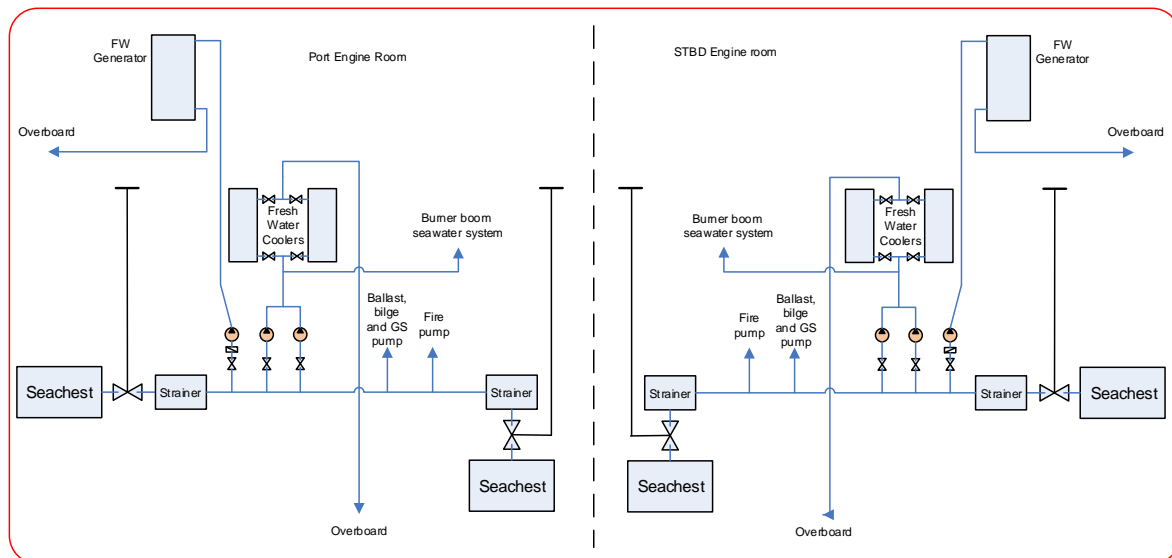 FW
Generator
Port Engine Room
STBD Engine room
FW
Generator
Overboard
Overboard
Fresh
Water
Coolers
Burner boom
seawater system
Burner boom
seawater system
Fresh
Water
Coolers
Ballast,
bilge
and GS
pump
Fire
pump
Fire
pump
Ballast,
bilge
and GS
pump
Seachest
Strainer
Strainer
Strainer
Strainer
Seachest
Seachest
Seachest
Overboard
Overboard